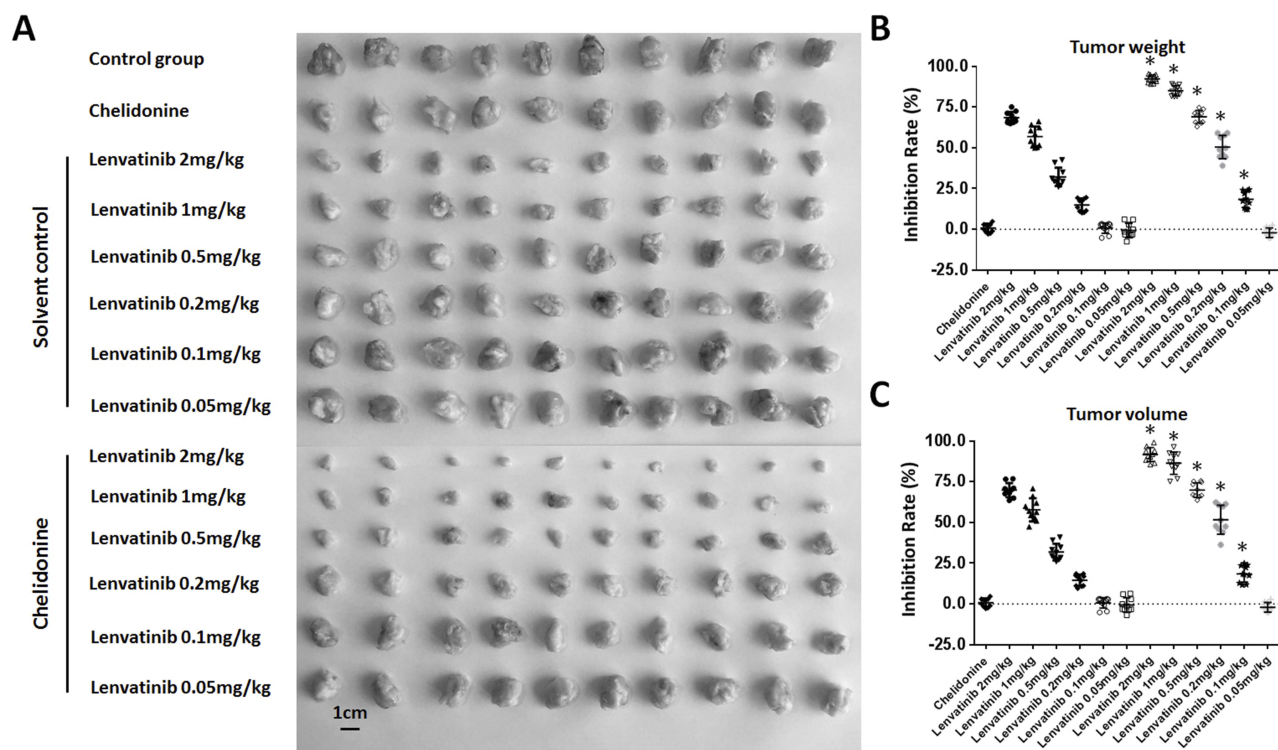 A
Control group
Chelidonine
Solvent control
Lenvatinib 2mg/kg
Lenvatinib 1mg/kg
Lenvatinib 0.5mg/kg
Lenvatinib 0.2mg/kg
Lenvatinib 0.1mg/kg
Lenvatinib 0.05mg/kg
Chelidonine
Lenvatinib 2mg/kg
Lenvatinib 1mg/kg
Lenvatinib 0.5mg/kg
Lenvatinib 0.2mg/kg
Lenvatinib 0.1mg/kg
Lenvatinib 0.05mg/kg
1cm
B
Tumor weight
Inhibition Rate (%)
100.0
75.0
50.0
25.0
0.0
-25.0
* * * * *
Chelidonine
Lenvatinib 2mg/kg
Lenvatinib 1mg/kg
Lenvatinib 0.5mg/kg
Lenvatinib 0.2mg/kg
Lenvatinib 0.1mg/kg
Lenvatinib 0.05mg/kg
Lenvatinib 2mg/kg
Lenvatinib 1mg/kg
Lenvatinib 0.5mg/kg
Lenvatinib 0.2mg/kg
Lenvatinib 0.1mg/kg
Lenvatinib 0.05mg/kg
C
Tumor volume
Inhibition Rate (%)
100.0
75.0
50.0
25.0
0.0
-25.0
* * * * *
Chelidonine
Lenvatinib 2mg/kg
Lenvatinib 1mg/kg
Lenvatinib 0.5mg/kg
Lenvatinib 0.2mg/kg
Lenvatinib 0.1mg/kg
Lenvatinib 0.05mg/kg
Lenvatinib 2mg/kg
Lenvatinib 1mg/kg
Lenvatinib 0.5mg/kg
Lenvatinib 0.2mg/kg
Lenvatinib 0.1mg/kg
Lenvatinib 0.05mg/kg